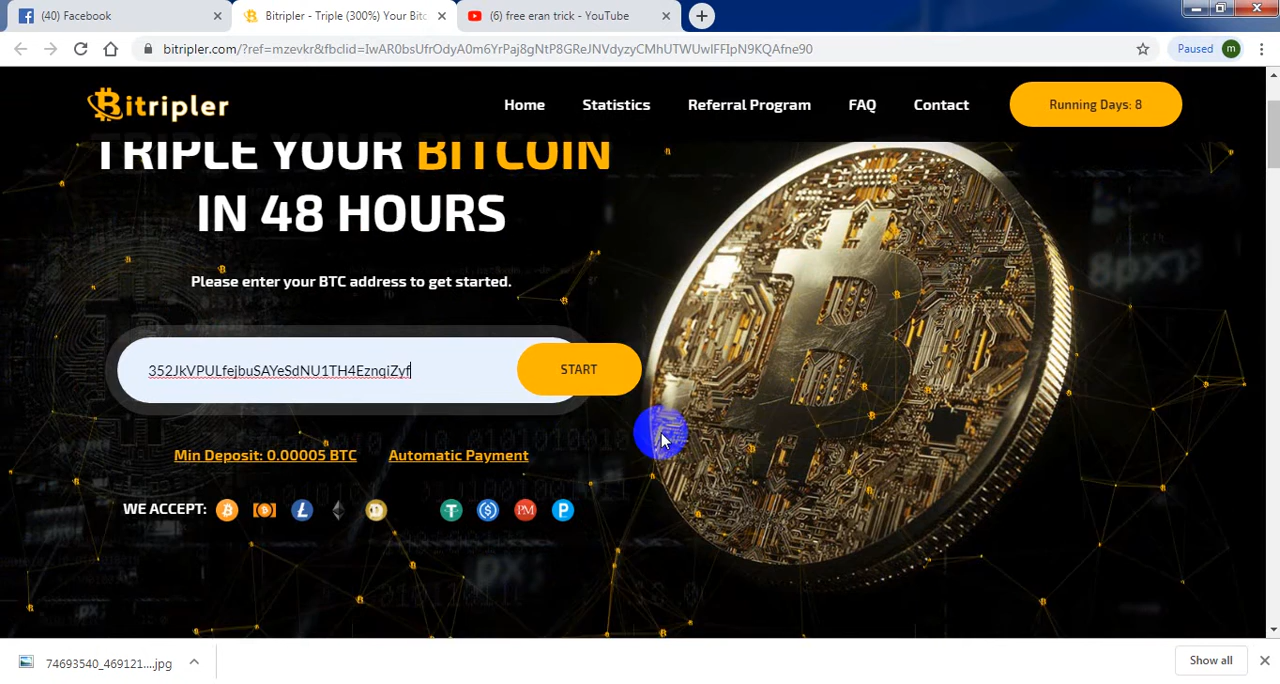 (40) Facebook
Bitripler - Triple (300%) Your Bitc
(6) free eran trick - YouTube
bitripler.com/?ref=mzevkr&fbclid=IwAR0bsUfrOdyA0m6YrPaj8gNtP8GReJNVdyzyCMhUTWUwIFFIpN9KQAfne90
Paused m
Bitripler
Home Statistics Referral Program FAQ Contact Running Days: 8
TRIPLE YOUR BITCOIN
IN 48 HOURS
Please enter your BTC address to get started.
352JkVPULfejbuSAYeSdNU1TH4EznqiZyf
START
Min Deposit: 0.00005 BTC Automatic Payment
WE ACCEPT:
74693540_469121....jpg
Show all